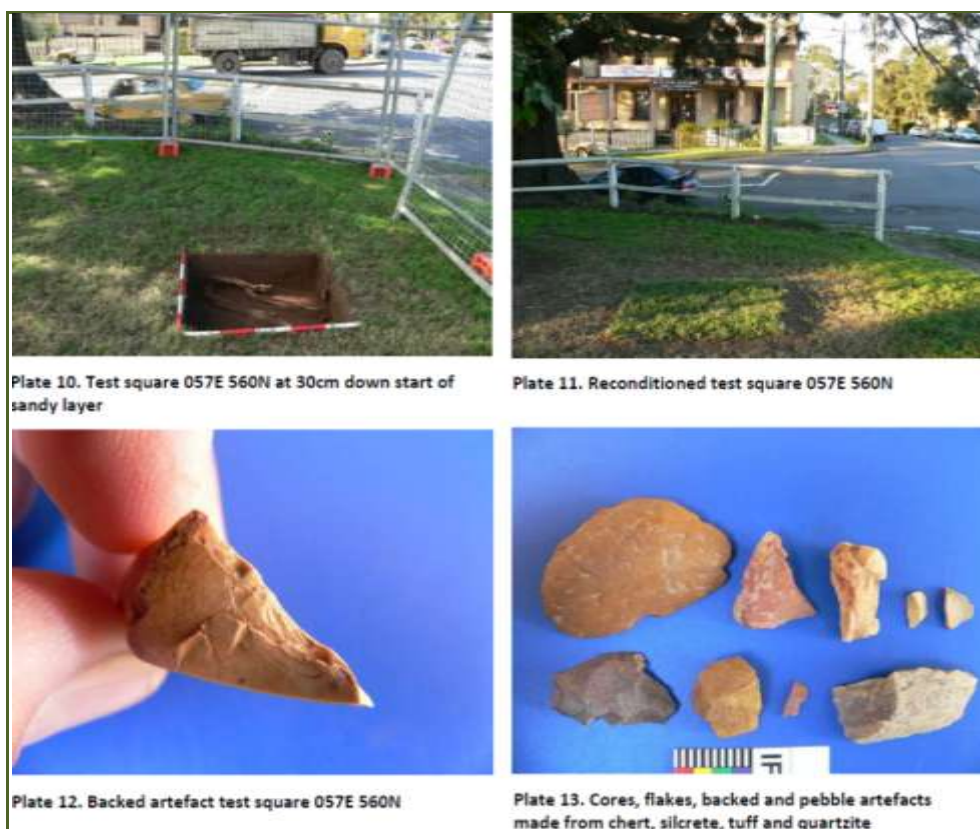 Plate 10. Test square 057E 560N at 30cm down start of
sandy layer
Plate 11. Reconditioned test square 057E 560N
Plate 12. Backed artefact test square 057E 560N
Plate 13. Cores, flakes, backed and pebble artefacts
made from chert, silcrete, tuff and quartzite
IF